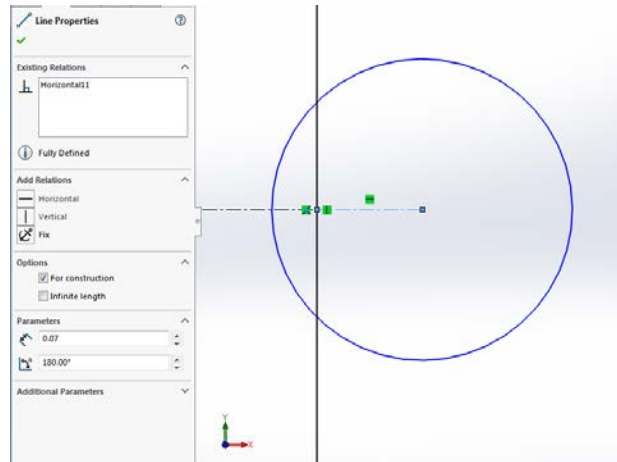 Line Properties
Existing Relations
Horizontal11
Fully Defined
Add Relations
Horizontal
Vertical
Fix
Options
For construction
Infinite length
Parameters
0.07
180.00°
Additional Parameters
Y
X